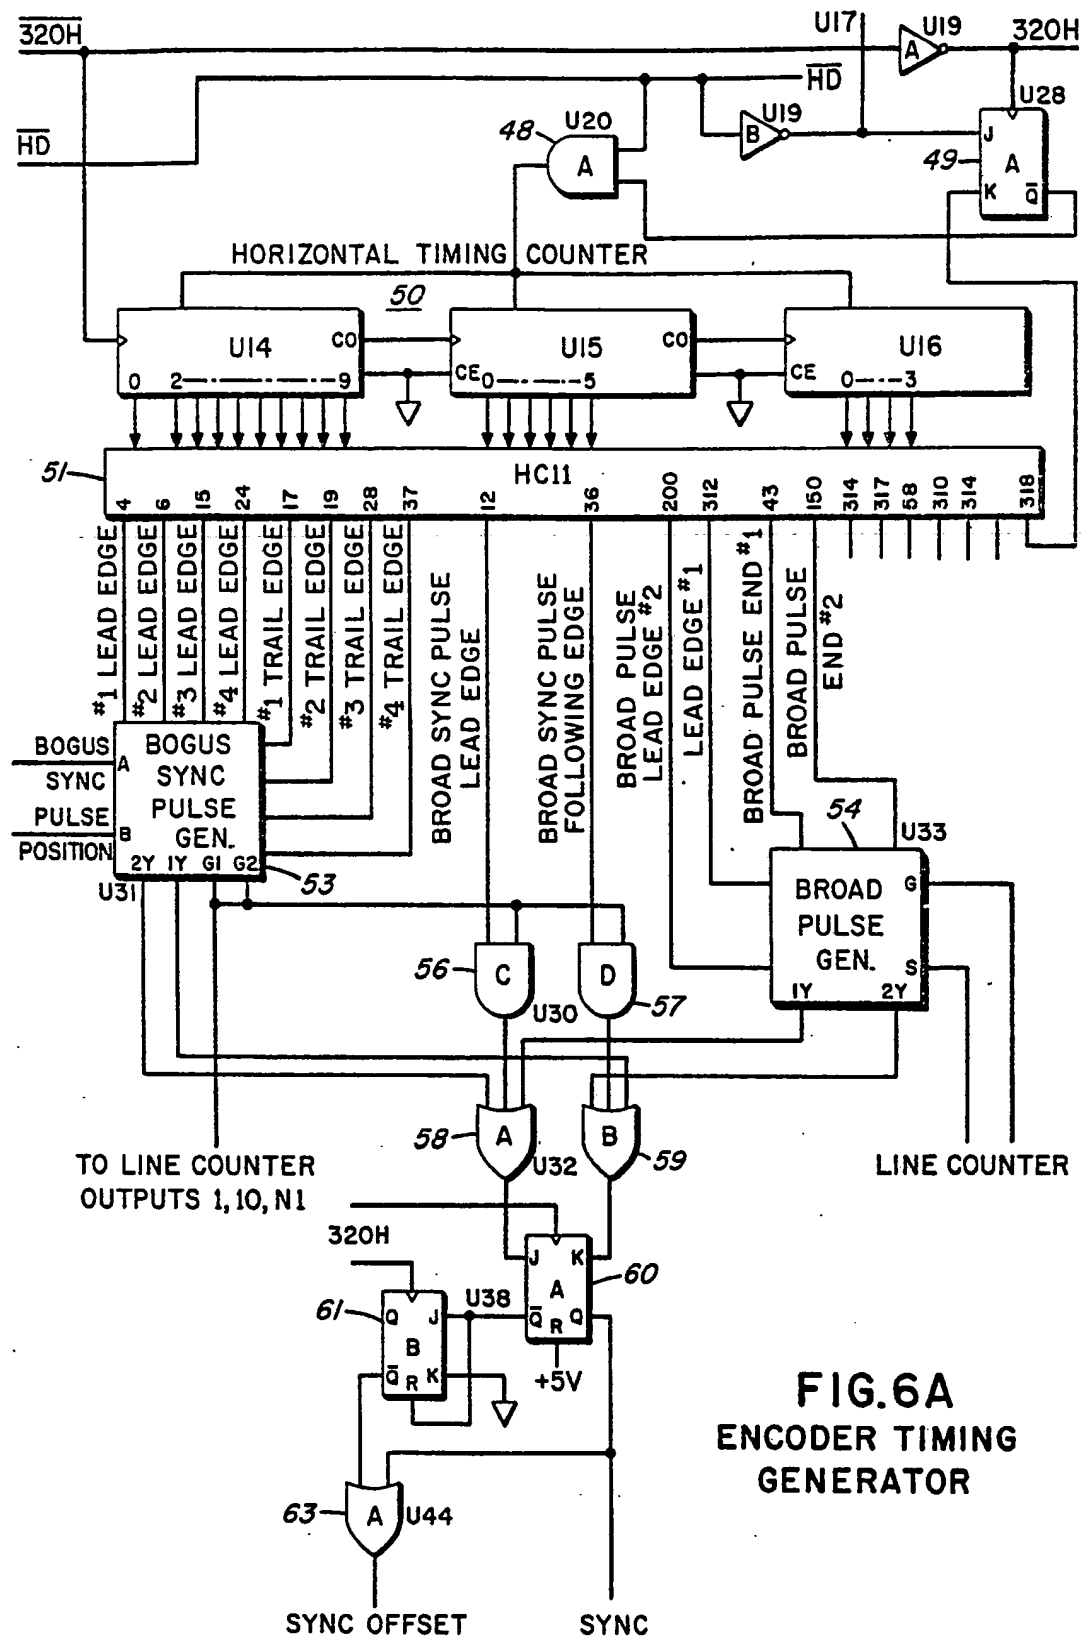 320H
U17
U19
A
320H
HD
HD
48
U20
A
U19
B
U28
J
A
K
Q
49
HORIZONTAL TIMING COUNTER
50
U14
CO
0 2 9
U15
CO
CE
0 5
U16
CE
0 3
51
HC11
4 6 15 24 17 19 28 37 12 36 200 312 43 150 314 317 58 310 314 318
#1 LEAD EDGE
#2 LEAD EDGE
#3 LEAD EDGE
#4 LEAD EDGE
#1 TRAIL EDGE
#2 TRAIL EDGE
#3 TRAIL EDGE
#4 TRAIL EDGE
BROAD SYNC PULSE
LEAD EDGE
BROAD SYNC PULSE
FOLLOWING EDGE
BROAD PULSE
LEAD EDGE #2
LEAD EDGE #1
BROAD PULSE END #1
BROAD PULSE
END #2
BOGUS
SYNC
PULSE
POSITION
A
B
BOGUS
SYNC
PULSE
GEN.
2Y 1Y G1 G2
U31
53
54
U33
BROAD
PULSE
GEN.
G
S
1Y 2Y
56
C
U30
D
57
58
A
U32
B
59
TO LINE COUNTER
OUTPUTS 1, 10, N1
LINE COUNTER
320H
J K
A
Q R Q
60
+5V
61
U38
Q J
B
Q R K
63
A
U44
SYNC OFFSET
SYNC
FIG. 6A
ENCODER TIMING
GENERATOR